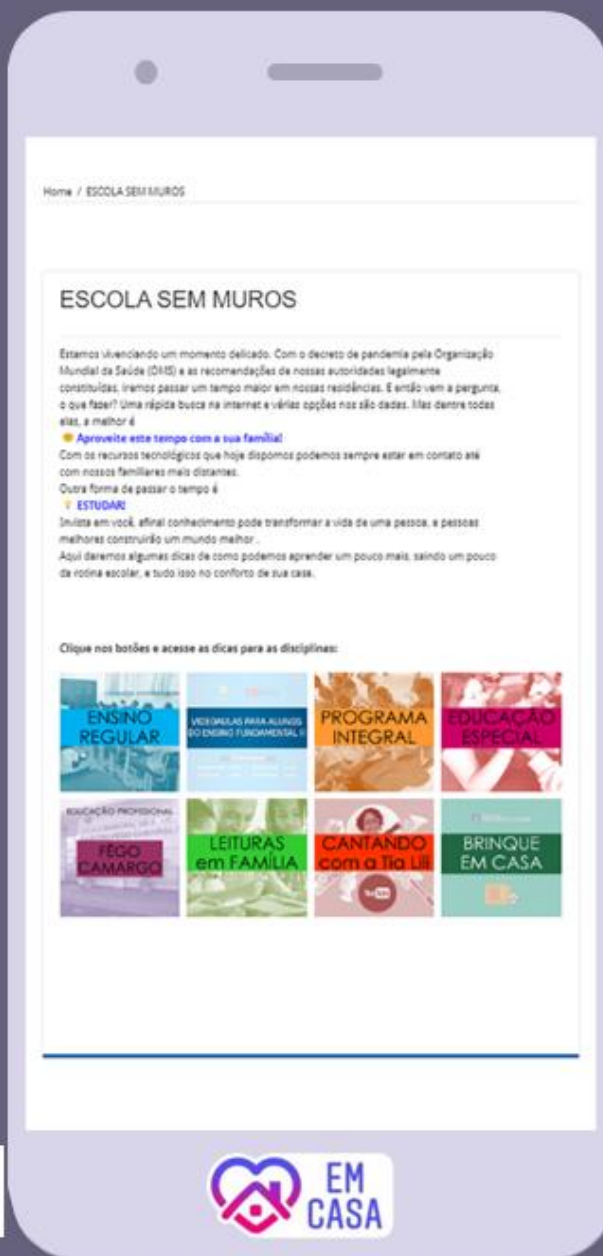 Home / ESCOLA SEM MUROS
ESCOLA SEM MUROS
Estamos vivenciando um momento delicado. Com o decreto de pandemia pela Organização
Mundial da Saúde (OMS) e as recomendações de nossas autoridades legalmente
constituídas, iremos passar um tempo maior em nossas residências. E então vem a pergunta,
o que fazer? Uma rápida busca na internet e várias opções nos são dadas. Mas dentre todas
elas, a melhor é
Aproveite este tempo com a sua família!
Com os recursos tecnológicos que hoje dispomos podemos sempre estar em contato até
com nossos familiares mais distantes.
Outra forma de passar o tempo é
ESTUDAR!
Invista em você, afinal conhecimento pode transformar a vida de uma pessoa, e pessoas
melhores construirão um mundo melhor .
Aqui daremos algumas dicas de como podemos aprender um pouco mais, saindo um pouco
da rotina escolar, e tudo isso no conforto de sua casa.
Clique nos botões e acesse as dicas para as disciplinas:
ENSINO
REGULAR
VIDEOAULAS PARA ALUNOS
DO ENSINO FUNDAMENTAL II
PROGRAMA
INTEGRAL
EDUCAÇÃO
ESPECIAL
EDUCAÇÃO PROFISSIONAL
FÊGO
CAMARGO
LEITURAS
em FAMÍLIA
CANTANDO
com a Tia Lili
BRINQUE
EM CASA
EM
CASA